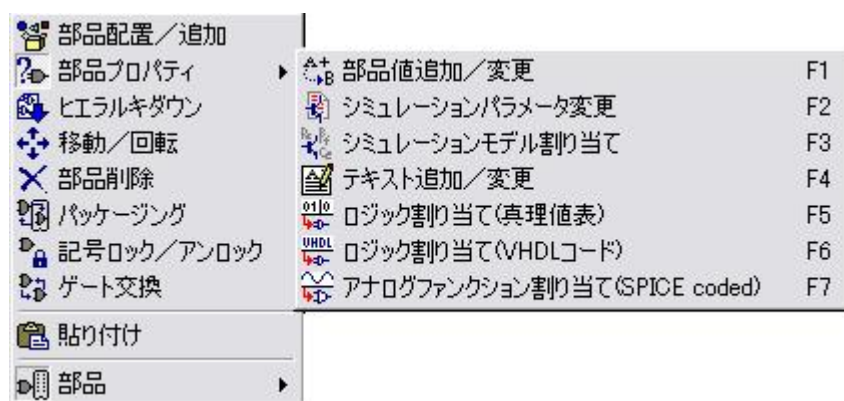 部品配置／追加
部品プロパティ
ヒエラルキダウン
移動／回転
部品削除
パッケージング
記号ロック／アンロック
ゲート交換
貼り付け
部品
部品値追加／変更 F1
シミュレーションパラメータ変更 F2
シミュレーションモデル割り当て F3
テキスト追加／変更 F4
ロジック割り当て(真理値表) F5
ロジック割り当て(VHDLコード) F6
アナログファンクション割り当て(SPICE coded) F7